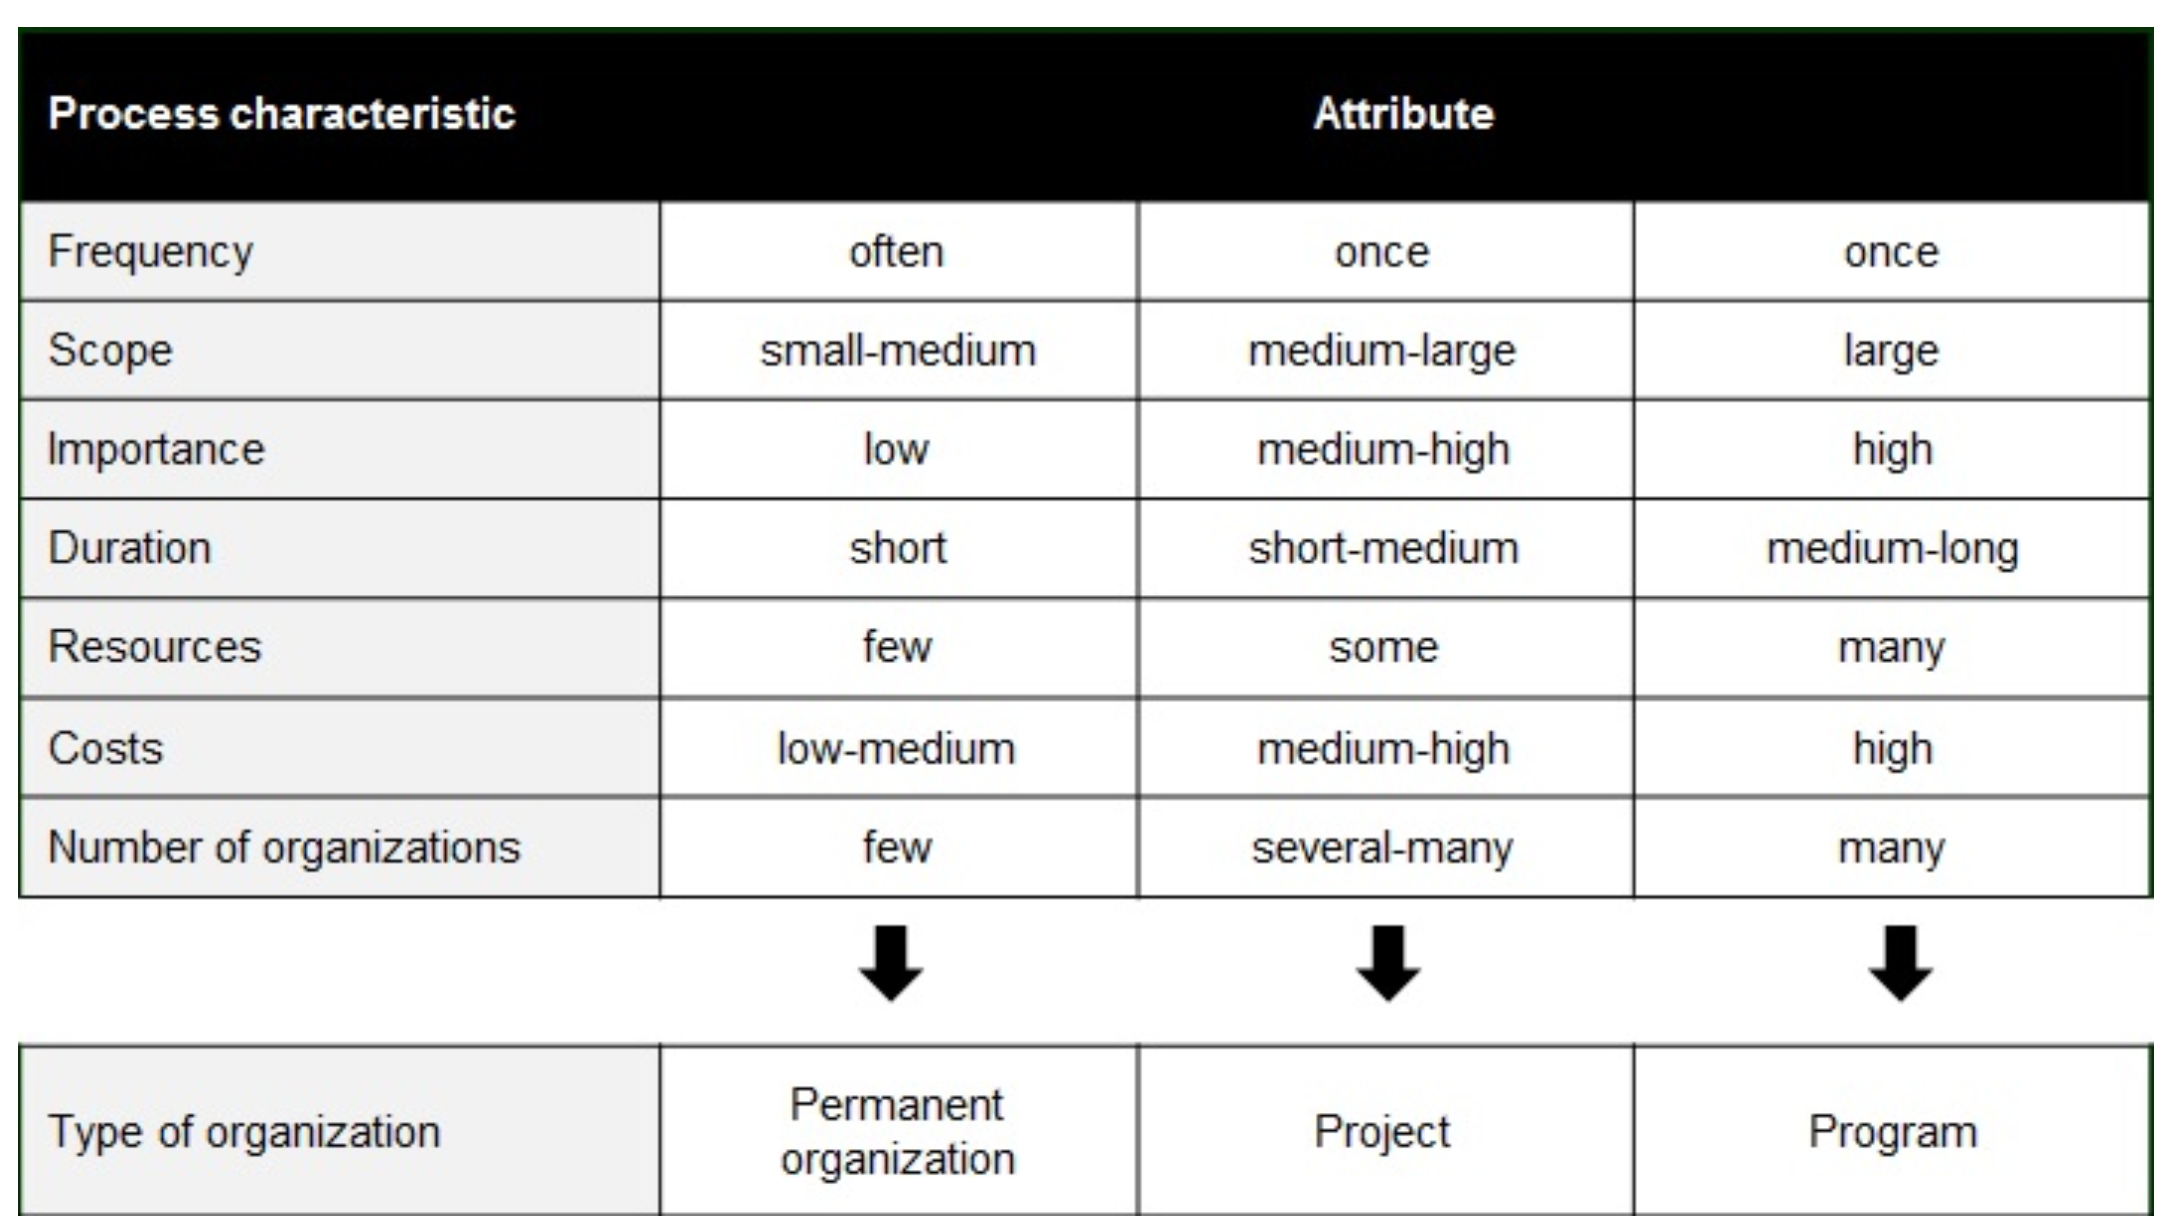 Process characteristic Attribute
Frequency often once once
Scope small-medium medium-large large
Importance low medium-high high
Duration short short-medium medium-long
Resources few some many
Costs low-medium medium-high high
Number of organizations few several-many many
Type of organization Permanent organization Project Program